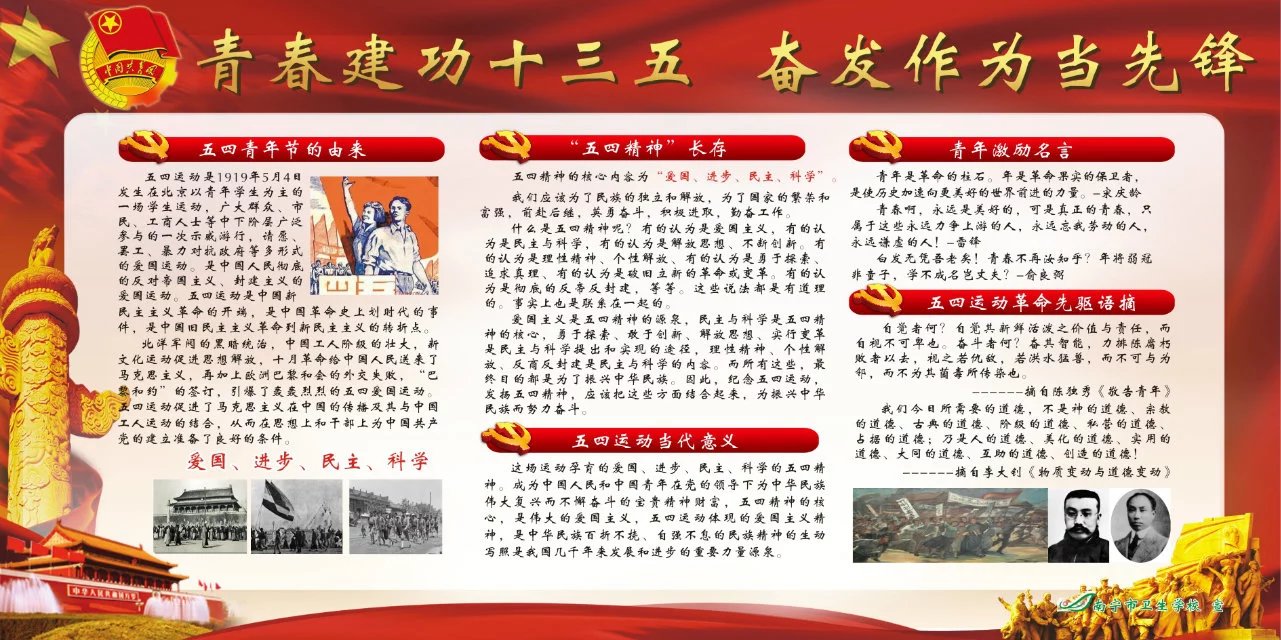 青春建功十三五 奋发作为当先锋
中国共青团
五四青年节的由来
五四运动是1919年5月4日
发生在北京以青年学生为主的
一场学生运动，广大群众、市
民、工商人士等中下阶层广泛
参与的一次示威游行，请愿、
罢工、暴力对抗政府等多形式
的爱国运动。是中国人民彻底
的反对帝国主义、封建主义的
爱国运动。五四运动是中国新
民主主义革命的开端，是中国革命史上划时代的事
件，是中国旧民主主义革命到新民主主义的转折点。
北洋军阀的黑暗统治，中国工人阶级的壮大，新
文化运动促进思想解放，十月革命给中国人民送来了
马克思主义，再加上欧洲巴黎和会的外交失败，“巴
黎和约”的签订，引爆了轰轰烈烈的五四爱国运动。
五四运动促进了马克思主义在中国的传播及其与中国
工人运动的结合，从而在思想上和干部上为中国共产
党的建立准备了良好的条件。
爱国、进步、民主、科学
中华人民共和国万岁
“五四精神”长存
五四精神的核心内容为“爱国、进步、民主、科学”。
我们应该为了民族的独立和解放，为了国家的繁荣和
富强，前赴后继，英勇奋斗，积极进取，勤奋工作。
什么是五四精神呢？有的认为是爱国主义，有的认
为是民主与科学，有的认为是解放思想、不断创新。有
的认为是理性精神、个性解放、有的认为是勇于探索、
追求真理、有的认为是破旧立新的革命或变革。有的认
为是彻底的反帝反封建，等等。这些说法都是有道理
的。事实上也是联系在一起的。
爱国主义是五四精神的源泉，民主与科学是五四精
神的核心，勇于探索、敢于创新、解放思想、实行变革
是民主与科学提出和实现的途径，理性精神、个性解
放、反帝反封建是民主与科学的内容。而所有这些，最
终目的都是为了振兴中华民族。因此，纪念五四运动，
发扬五四精神，应该把这些方面结合起来，为振兴中华
民族而努力奋斗。
五四运动当代意义
这场运动孕育的爱国、进步、民主、科学的五四精
神。成为中国人民和中国青年在党的领导下为中华民族
伟大复兴而不懈奋斗的宝贵精神财富，五四精神的核
心，是伟大的爱国主义，五四运动体现的爱国主义精
神，是中华民族百折不挠、自强不息的民族精神的生动
写照是我国几千年来发展和进步的重要力量源泉。
青年激励名言
青年是革命的柱石。年是革命果实的保卫者，
是使历史加速向更美好的世界前进的力量。—宋庆龄
青春啊，永远是美好的，可是真正的青春，只
属于这些永远力争上游的人，永远忘我劳动的人，
永远谦虚的人！—雷锋
白发无凭吾老矣！青春不再汝知乎？年将弱冠
非童子，学不成名岂丈夫？—俞良弼
五四运动革命先驱语摘
自觉者何？自觉其新鲜活泼之价值与责任，而
自视不可卑也。奋斗者何？奋其智能，力排陈腐朽
败者以去，视之若仇敌，若洪水猛兽，而不可与为
邻，而不为其菌毒所传染也。
------摘自陈独秀《敬告青年》
我们今日所需要的道德，不是神的道德、宗教
的道德、古典的道德、阶级的道德、私营的道德、
占据的道德；乃是人的道德、美化的道德、实用的
道德、大同的道德、互助的道德、创造的道德！
------摘自李大钊《物质变动与道德变动》
南宁市卫生学校 宣